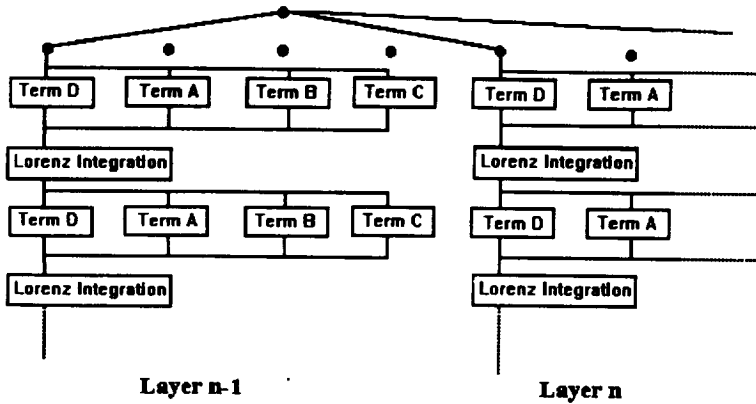 Term D Term A Term B Term C Term D Term A
Lorenz Integration Lorenz Integration
Term D Term A Term B Term C Term D Term A
Lorenz Integration Lorenz Integration
Layer n-1 Layer n